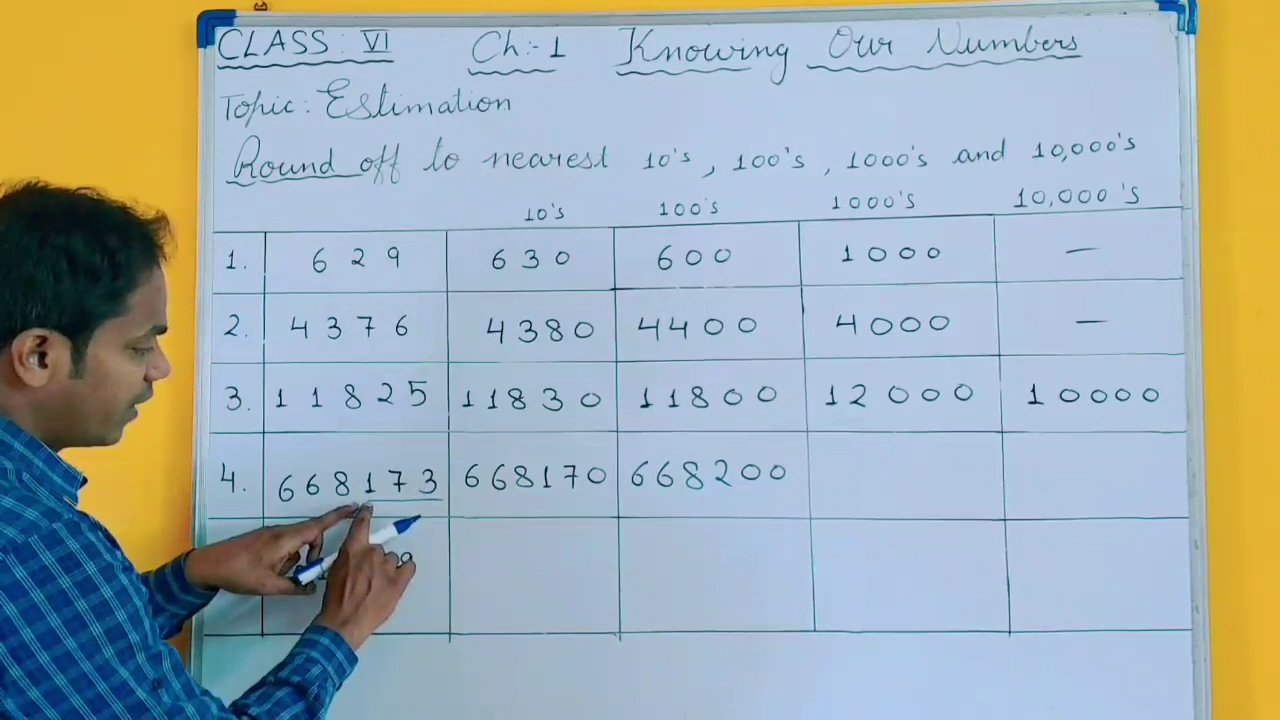 CLASS : VI Ch:- 1 Knowing Our Numbers
Topic : Estimation
Round off to nearest 10's, 100's, 1000's and 10,000's
10's 100's 1000's 10,000's
1. 629 630 600 1000 —
2. 4376 4380 4400 4000 —
3. 11825 11830 11800 12000 10000
4. 668173 668170 668200